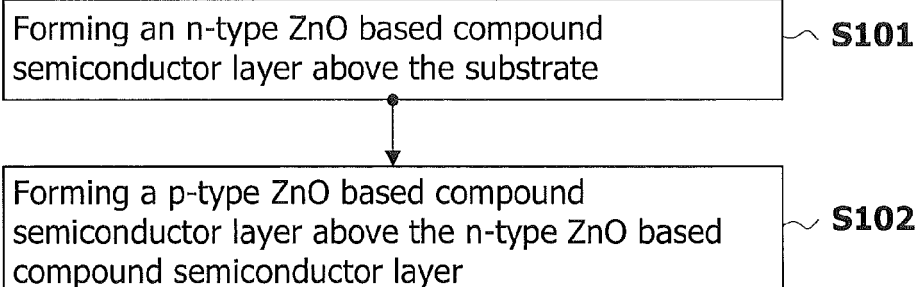 Forming an n-type ZnO based compound
semiconductor layer above the substrate
S101
Forming a p-type ZnO based compound
semiconductor layer above the n-type ZnO based
compound semiconductor layer
S102